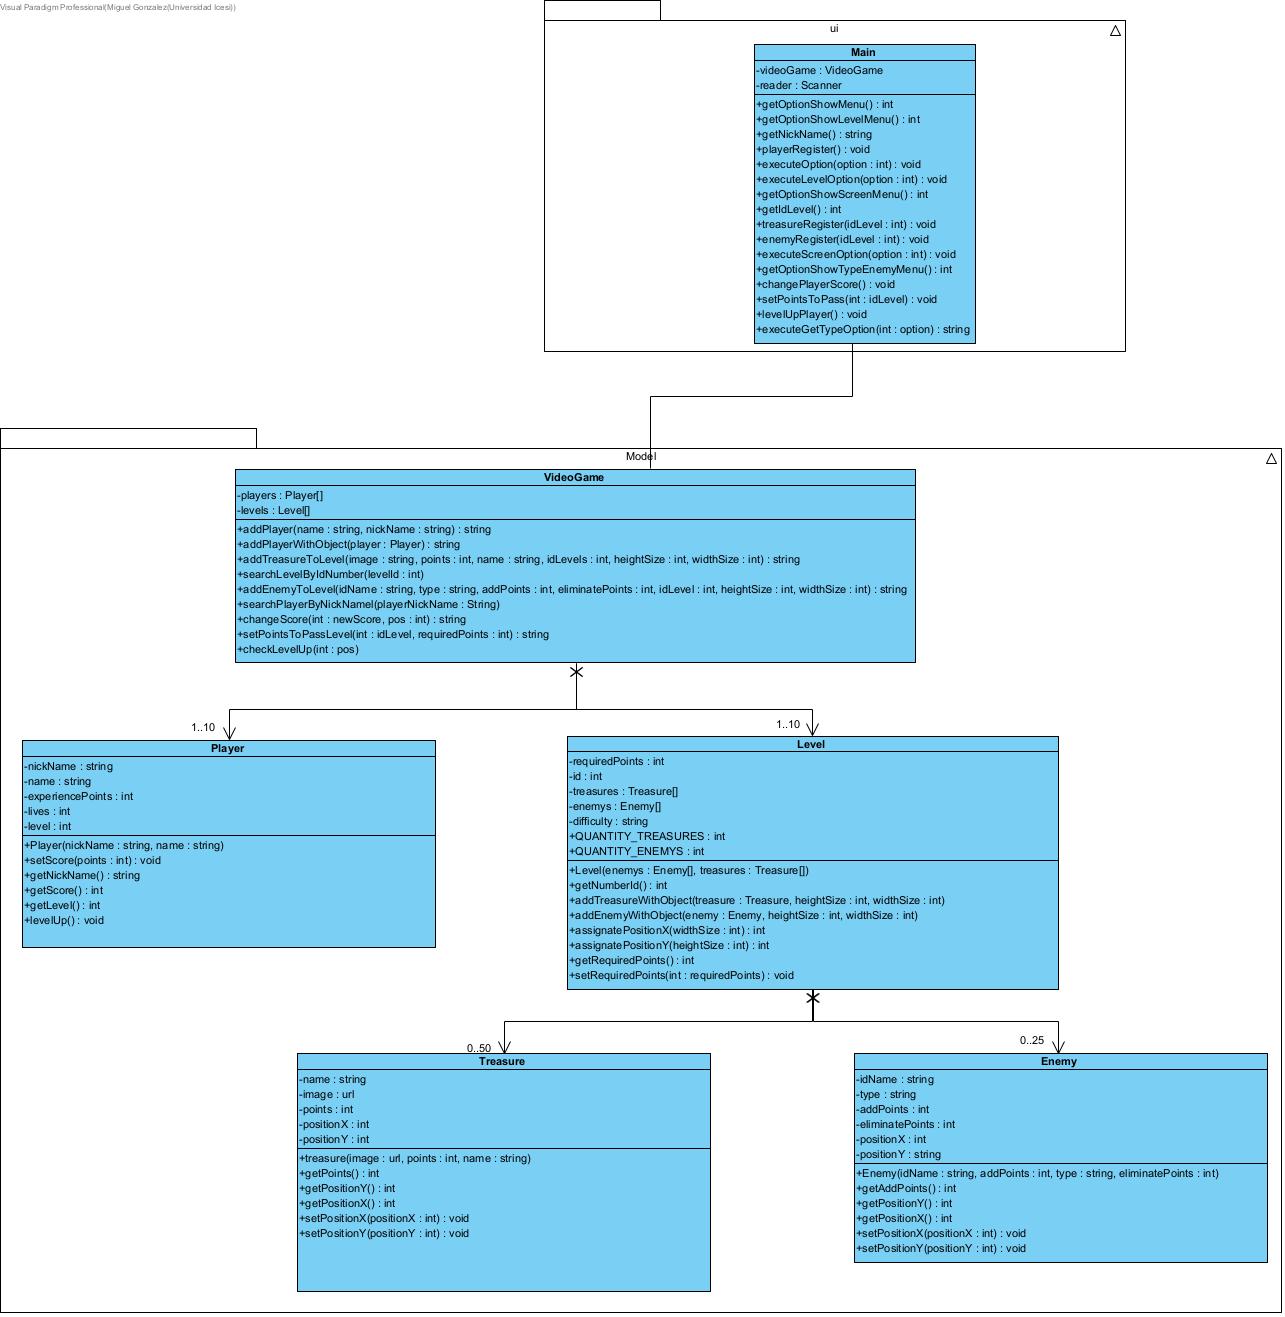 Visual Paradigm Professional(Miguel Gonzalez(Universidad Icesi))
ui
Main
-videoGame : VideoGame
-reader : Scanner
+getOptionShowMenu() : int
+getOptionShowLevelMenu() : int
+getNickName() : string
+playerRegister() : void
+executeOption(option : int) : void
+executeLevelOption(option : int) : void
+getOptionShowScreenMenu() : int
+getIdLevel() : int
+treasureRegister(idLevel : int) : void
+enemyRegister(idLevel : int) : void
+executeScreenOption(option : int) : void
+getOptionShowTypeEnemyMenu() : int
+changePlayerScore() : void
+setPointsToPass(int : idLevel) : void
+levelUpPlayer() : void
+executeGetTypeOption(int : option) : string
Model
VideoGame
-players : Player[]
-levels : Level[]
+addPlayer(name : string, nickName : string) : string
+addPlayerWithObject(player : Player) : string
+addTreasureToLevel(image : string, points : int, name : string, idLevels : int, heightSize : int, widthSize : int) : string
+searchLevelByIdNumber(levelId : int)
+addEnemyToLevel(idName : string, type : string, addPoints : int, eliminatePoints : int, idLevel : int, heightSize : int, widthSize : int) : string
+searchPlayerByNickNamel(playerNickName : String)
+changeScore(int : newScore, pos : int) : string
+setPointsToPassLevel(int : idLevel, requiredPoints : int) : string
+checkLevelUp(int : pos)
1..10
1..10
Player
-nickName : string
-name : string
-experiencePoints : int
-lives : int
-level : int
+Player(nickName : string, name : string)
+setScore(points : int) : void
+getNickName() : string
+getScore() : int
+getLevel() : int
+levelUp() : void
Level
-requiredPoints : int
-id : int
-treasures : Treasure[]
-enemys : Enemy[]
-difficulty : string
+QUANTITY_TREASURES : int
+QUANTITY_ENEMYS : int
+Level(enemys : Enemy[], treasures : Treasure[])
+getNumberId() : int
+addTreasureWithObject(treasure : Treasure, heightSize : int, widthSize : int)
+addEnemyWithObject(enemy : Enemy, heightSize : int, widthSize : int)
+assignatePositionX(widthSize : int) : int
+assignatePositionY(heightSize : int) : int
+getRequiredPoints() : int
+setRequiredPoints(int : requiredPoints) : void
0..50
0..25
Treasure
-name : string
-image : url
-points : int
-positionX : int
-positionY : int
+treasure(image : url, points : int, name : string)
+getPoints() : int
+getPositionY() : int
+getPositionX() : int
+setPositionX(positionX : int) : void
+setPositionY(positionY : int) : void
Enemy
-idName : string
-type : string
-addPoints : int
-eliminatePoints : int
-positionX : int
-positionY : string
+Enemy(idName : string, addPoints : int, type : string, eliminatePoints : int)
+getAddPoints() : int
+getPositionY() : int
+getPositionX() : int
+setPositionX(positionX : int) : void
+setPositionY(positionY : int) : void